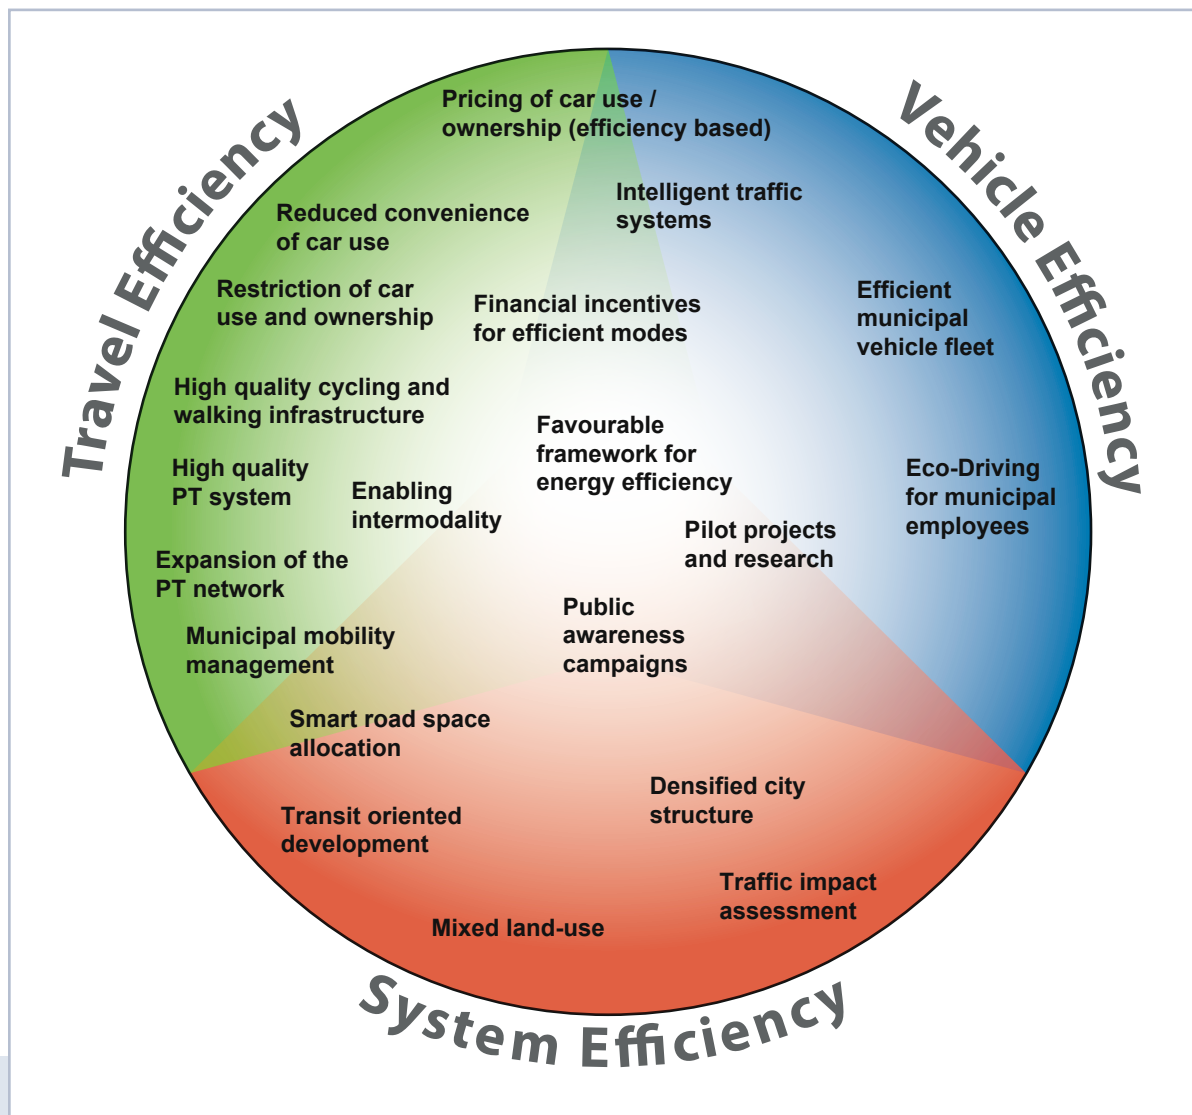 Travel Efficiency
Vehicle Efficiency
Pricing of car use /
ownership (efficiency based)
Intelligent traffic
systems
Reduced convenience
of car use
Restriction of car
use and ownership
Financial incentives
for efficient modes
Efficient
municipal
vehicle fleet
High quality cycling and
walking infrastructure
Favourable
framework for
energy efficiency
High quality
PT system
Enabling
intermodality
Eco-Driving
for municipal
employees
Pilot projects
and research
Expansion of the
PT network
Public
awareness
campaigns
Municipal mobility
management
Smart road space
allocation
Densified city
structure
Transit oriented
development
Traffic impact
assessment
Mixed land-use
System Efficiency